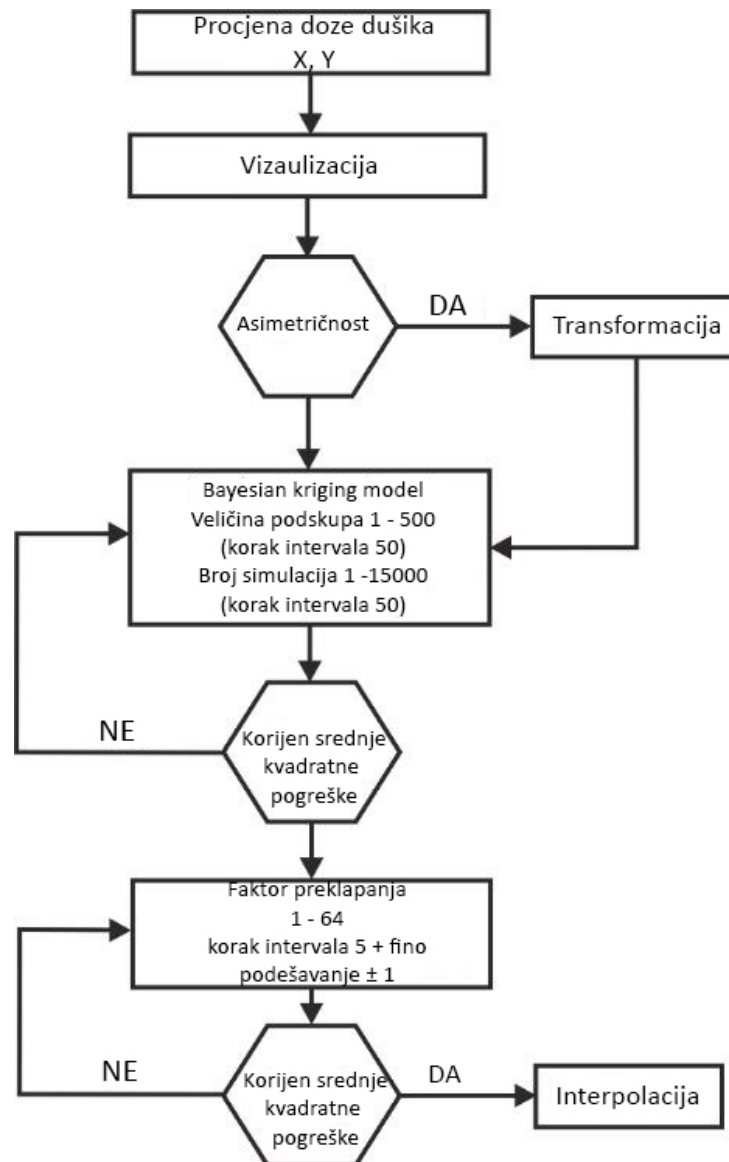 Procjena doze dušika
X, Y
Vizaulizacija
Asimetričnost
DA
Transformacija
Bayesian kriging model
Veličina podskupa 1 - 500
(korak intervala 50)
Broj simulacija 1 -15000
(korak intervala 50)
NE
Korijen srednje
kvadratne
pogreške
Faktor preklapanja
1 - 64
korak intervala 5 + fino
podešavanje ± 1
NE
Korijen srednje
kvadratne
pogreške
DA
Interpolacija